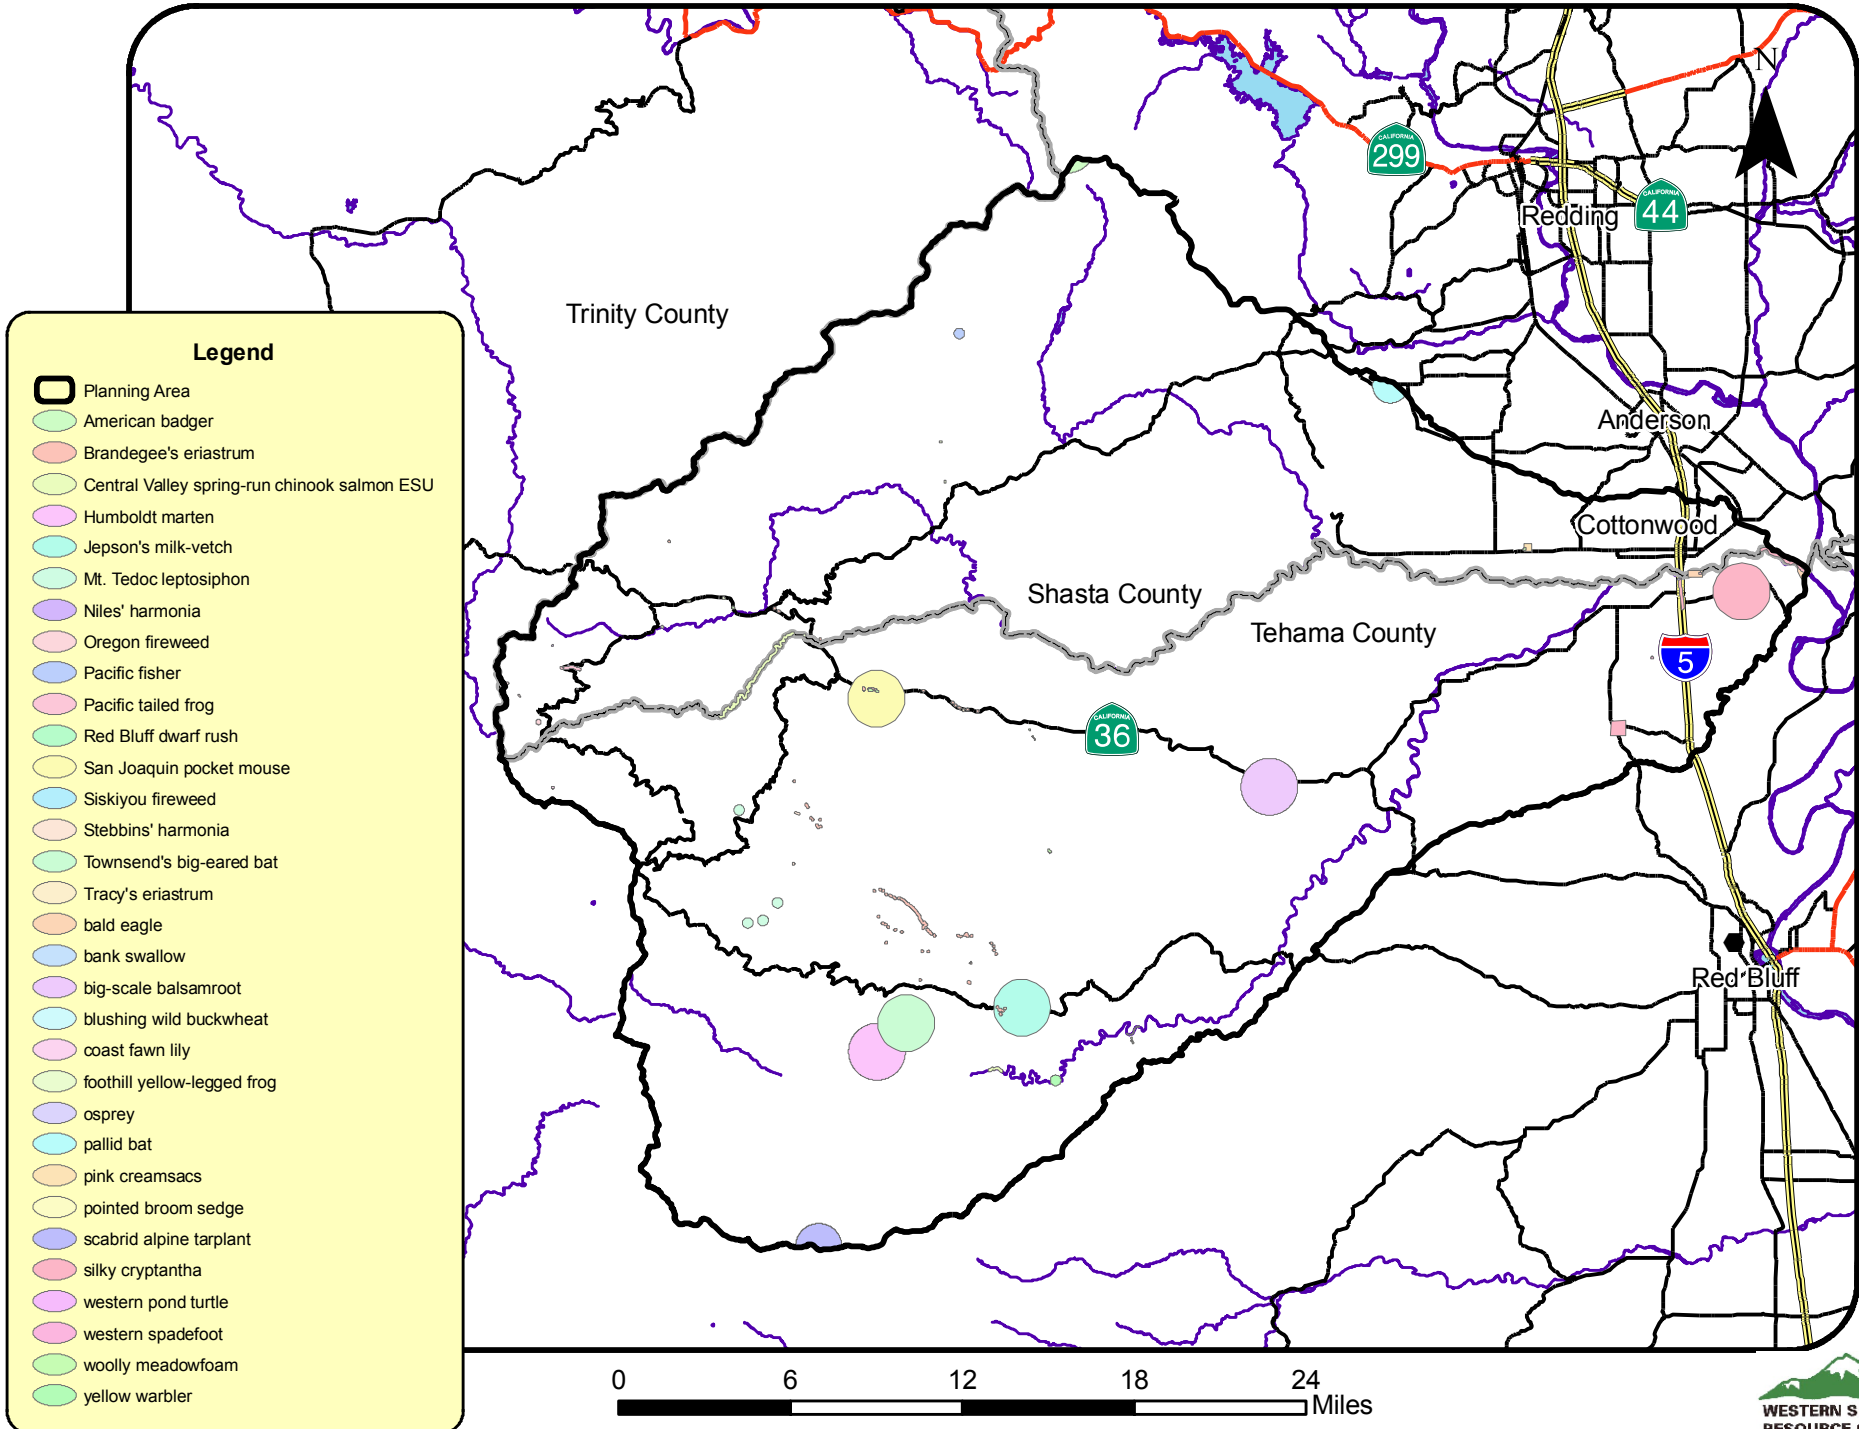 N
CALIFORNIA
299
CALIFORNIA
44
Redding
Trinity County
Anderson
Cottonwood
Shasta County
Tehama County
5
CALIFORNIA
36
Red Bluff
Legend
Planning Area
American badger
Brandegee's eriastrum
Central Valley spring-run chinook salmon ESU
Humboldt marten
Jepson's milk-vetch
Mt. Tedoc leptosiphon
Niles' harmonia
Oregon fireweed
Pacific fisher
Pacific tailed frog
Red Bluff dwarf rush
San Joaquin pocket mouse
Siskiyou fireweed
Stebbins' harmonia
Townsend's big-eared bat
Tracy's eriastrum
bald eagle
bank swallow
big-scale balsamroot
blushing wild buckwheat
coast fawn lily
foothill yellow-legged frog
osprey
pallid bat
pink creamsacs
pointed broom sedge
scabrid alpine tarplant
silky cryptantha
western pond turtle
western spadefoot
woolly meadowfoam
yellow warbler
0 6 12 18 24
Miles
WESTERN S